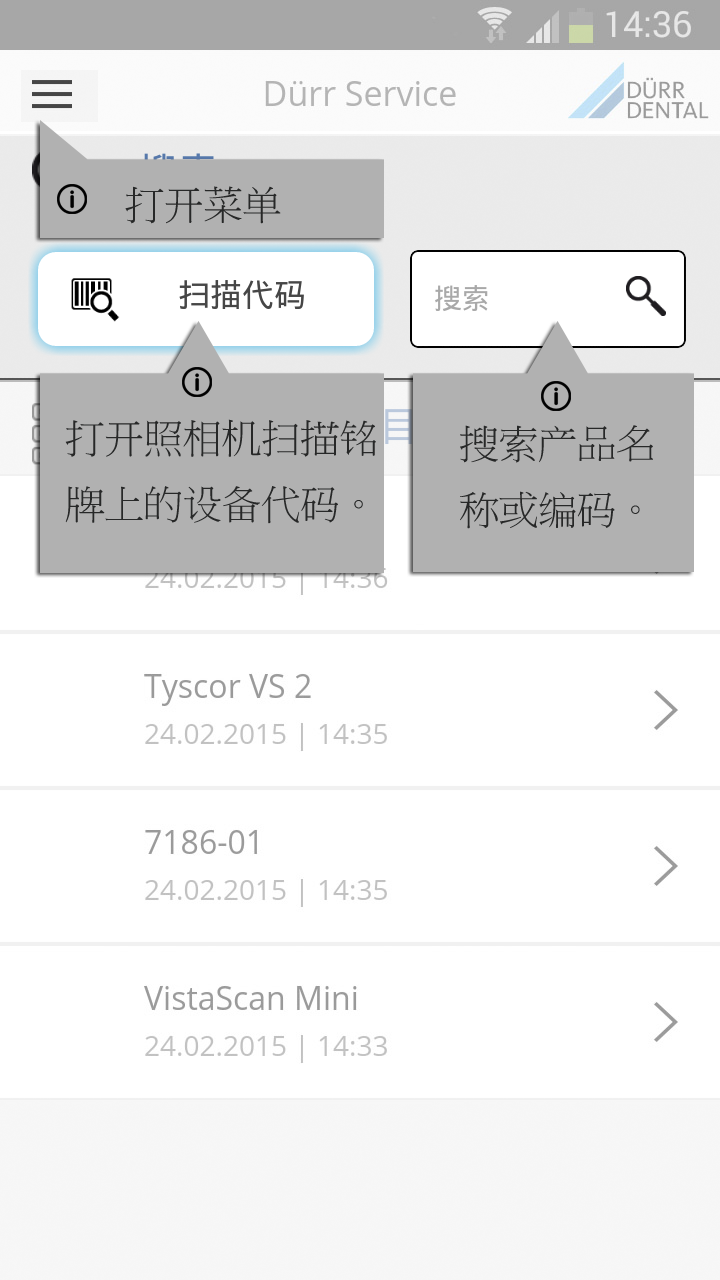 14:36
Dürr Service
DÜRR
DENTAL
打开菜单
扫描代码
搜索
打开照相机扫描铭
牌上的设备代码。
搜索产品名
称或编码。
目
24.02.2015 | 14:36
Tyscor VS 2
24.02.2015 | 14:35
7186-01
24.02.2015 | 14:35
VistaScan Mini
24.02.2015 | 14:33